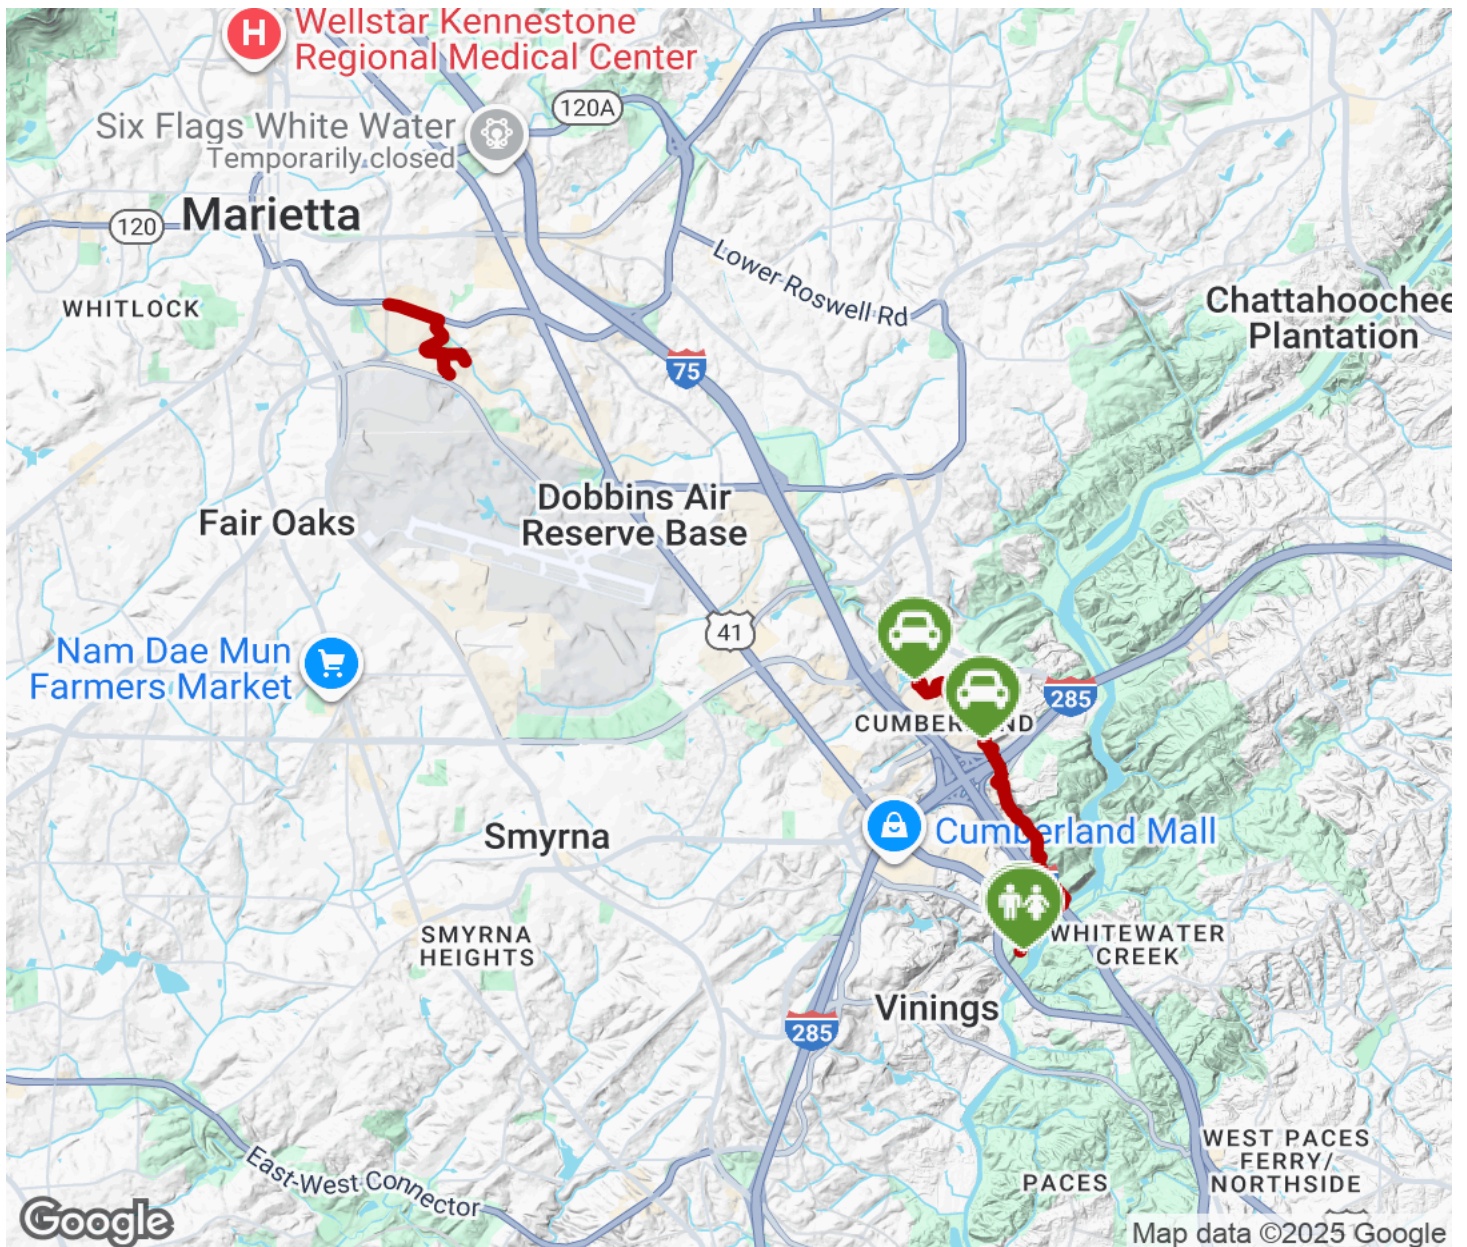 H
Wellstar Kennestone
Regional Medical Center
120A
Six Flags White Water
Temporarily closed
120
Marietta
Lower Roswell Rd
WHITLOCK
Chattahoochee
Plantation
75
Dobbins Air
Reserve Base
Fair Oaks
41
Nam Dae Mun
Farmers Market
285
Cumberland Mall
Smyrna
SMYRNA
HEIGHTS
WHITEWATER
CREEK
Vinings
285
WEST PACES
FERRY/
NORTHSIDE
PACES
East-West Connector
Google
Map data ©2025 Google